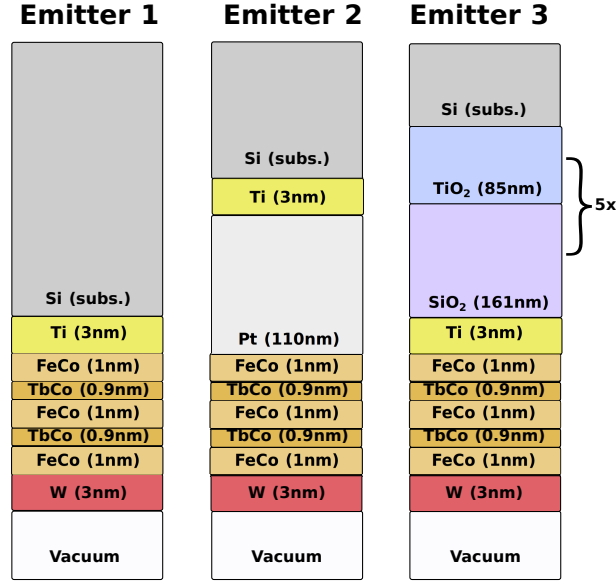 Emitter 1
Si (subs.)
Ti (3nm)
FeCo (1nm)
TbCo (0.9nm)
FeCo (1nm)
TbCo (0.9nm)
FeCo (1nm)
W (3nm)
Vacuum
Emitter 2
Si (subs.)
Ti (3nm)
Pt (110nm)
FeCo (1nm)
TbCo (0.9nm)
FeCo (1nm)
TbCo (0.9nm)
FeCo (1nm)
W (3nm)
Vacuum
Emitter 3
Si (subs.)
TiO₂ (85nm)
5x
SiO₂ (161nm)
Ti (3nm)
FeCo (1nm)
TbCo (0.9nm)
FeCo (1nm)
TbCo (0.9nm)
FeCo (1nm)
W (3nm)
Vacuum